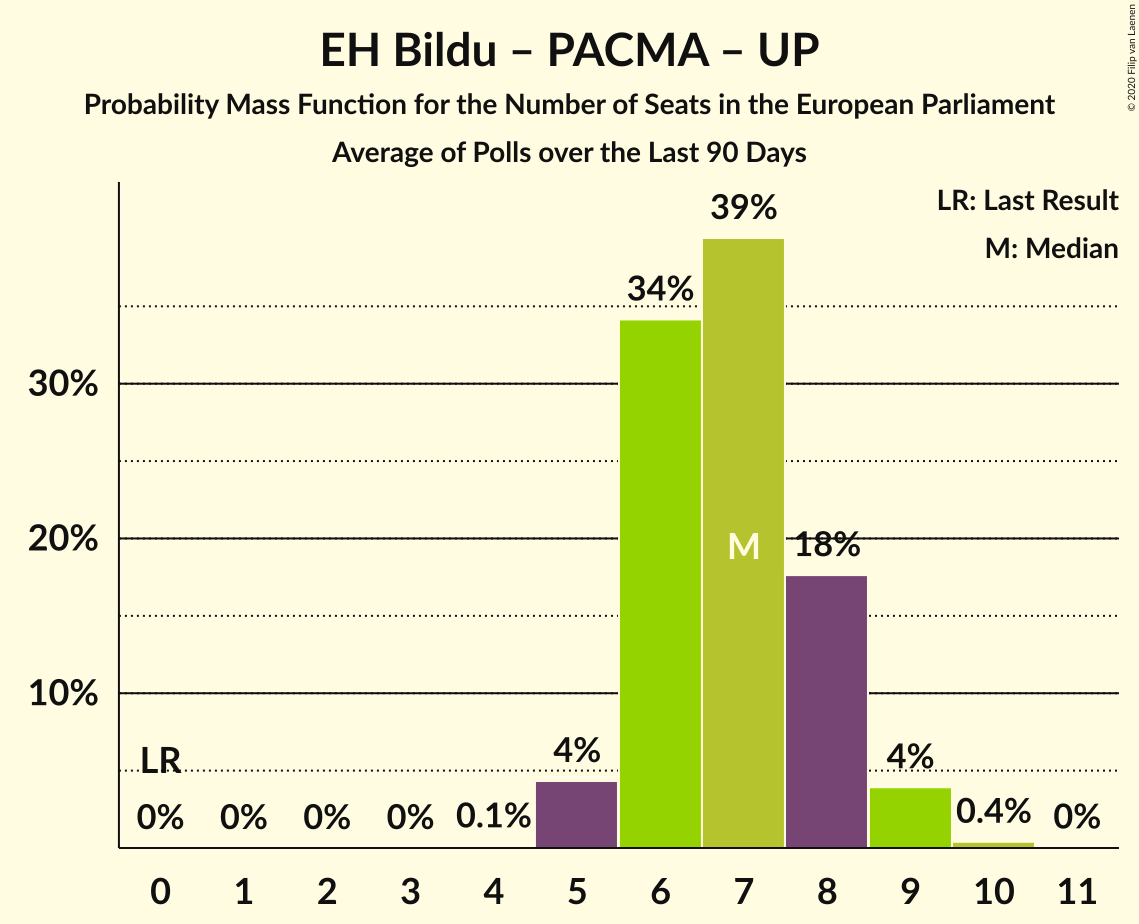 EH Bildu – PACMA – UP
Probability Mass Function for the Number of Seats in the European Parliament
Average of Polls over the Last 90 Days
© 2020 Filip van Laenen
LR: Last Result
M: Median
39%
34%
30%
20%
M
18%
10%
LR
4%
4%
0%
0%
0%
0%
0.1%
0.4%
0%
0 1 2 3 4 5 6 7 8 9 10 11